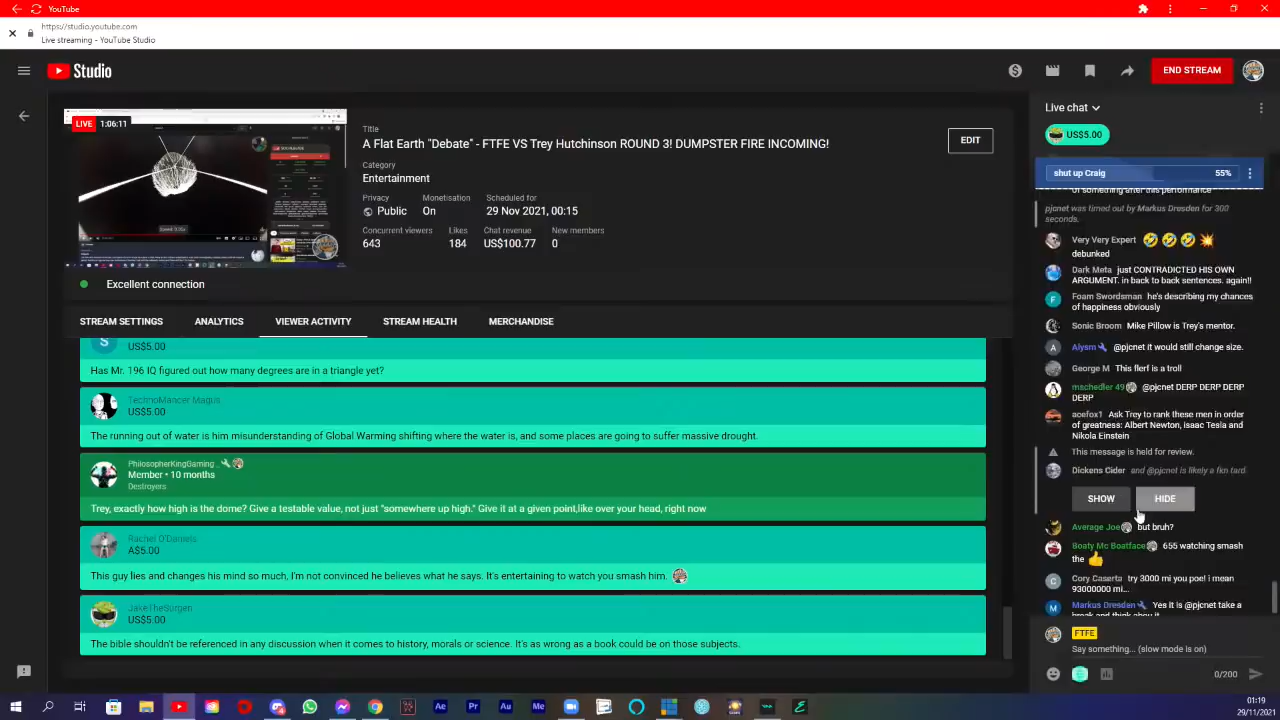 YouTube
https://studio.youtube.com
Live streaming - YouTube Studio
Studio
END STREAM
LIVE 1:06:11
Title
A Flat Earth "Debate" - FTFE VS Trey Hutchinson ROUND 3! DUMPSTER FIRE INCOMING!
EDIT
Category
Entertainment
Privacy
Monetisation
Scheduled for
Public
On
29 Nov 2021, 00:15
Concurrent viewers
Likes
Chat revenue
New members
643
184
US$100.77
0
Excellent connection
STREAM SETTINGS
ANALYTICS
VIEWER ACTIVITY
STREAM HEALTH
MERCHANDISE
S
US$5.00
Has Mr. 196 IQ figured out how many degrees are in a triangle yet?
TechnoMancer Magus
US$5.00
The running out of water is him misunderstanding of Global Warming shifting where the water is, and some places are going to suffer massive drought.
PhilosopherKingGaming _
Member • 10 months
Destroyers
Trey, exactly how high is the dome? Give a testable value, not just "somewhere up high." Give it at a given point,like over your head, right now
Rachel O'Daniels
A$5.00
This guy lies and changes his mind so much, I'm not convinced he believes what he says. It's entertaining to watch you smash him.
JakeTheSurgen
US$5.00
The bible shouldn't be referenced in any discussion when it comes to history, morals or science. It's as wrong as a book could be on those subjects.
Live chat
US$5.00
shut up Craig 55%
of something after this performance
pjcnet was timed out by Markus Dresden for 300
seconds.
Very Very Expert 🤣🤣🤣💥
debunked
Dark Meta just CONTRADICTED HIS OWN
ARGUMENT. in back to back sentences. again!!
Foam Swordsman he's describing my chances
of happiness obviously
Sonic Broom Mike Pillow is Trey's mentor.
Alysm @pjcnet it would still change size.
George M This flerf is a troll
mschedler 49 @pjcnet DERP DERP DERP
DERP
acefox1 Ask Trey to rank these men in order
of greatness: Albert Newton, isaac Tesla and
Nikola Einstein
This message is held for review.
Dickens Cider and @pjcnet is likely a fkn tard.
SHOW
HIDE
Average Joe but bruh?
Boaty Mc Boatface 655 watching smash
the 👍
Cory Caserta try 3000 mi you poe! i mean
93000000 mi...
Markus Dresden Yes it is @pjcnet take a
break and think about it
FTFE
Say something... (slow mode is on)
0/200
01:19
29/11/2021